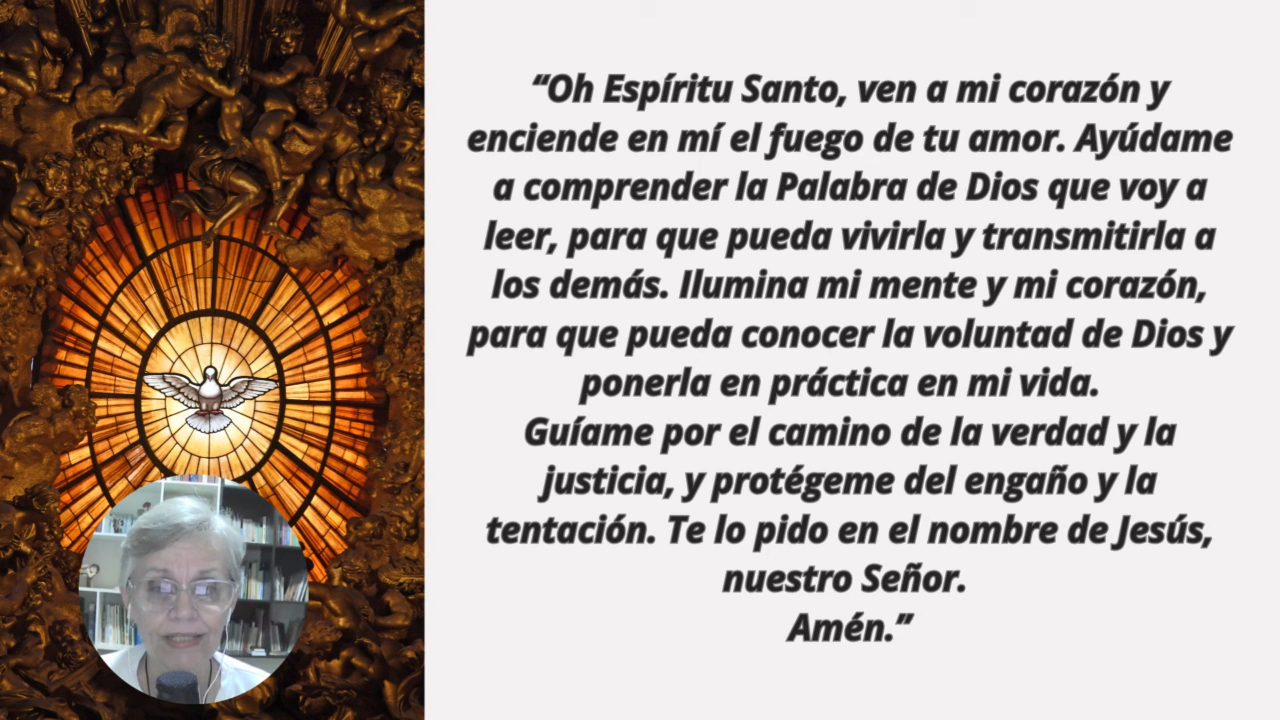 “Oh Espíritu Santo, ven a mi corazón y
enciende en mí el fuego de tu amor. Ayúdame
a comprender la Palabra de Dios que voy a
leer, para que pueda vivirla y transmitirla a
los demás. Ilumina mi mente y mi corazón,
para que pueda conocer la voluntad de Dios y
ponerla en práctica en mi vida.
Guíame por el camino de la verdad y la
justicia, y protégeme del engaño y la
tentación. Te lo pido en el nombre de Jesús,
nuestro Señor.
Amén.”